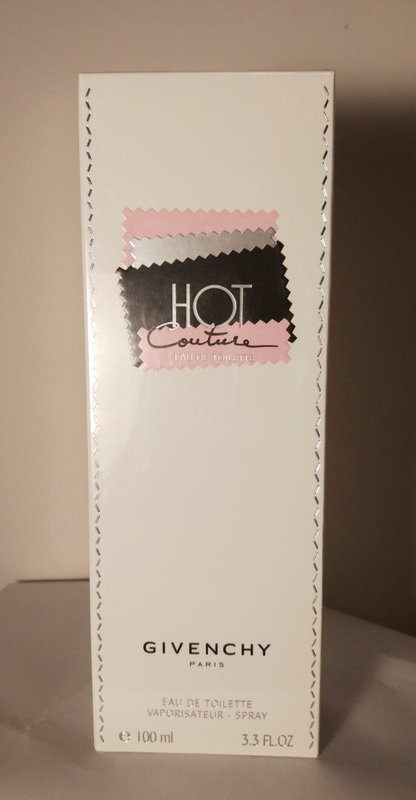 HOT
Couture
EAU DE TOILETTE
GIVENCHY
PARIS
EAU DE TOILETTE
VAPORISATEUR - SPRAY
℮ 100 ml 3.3 FL.OZ